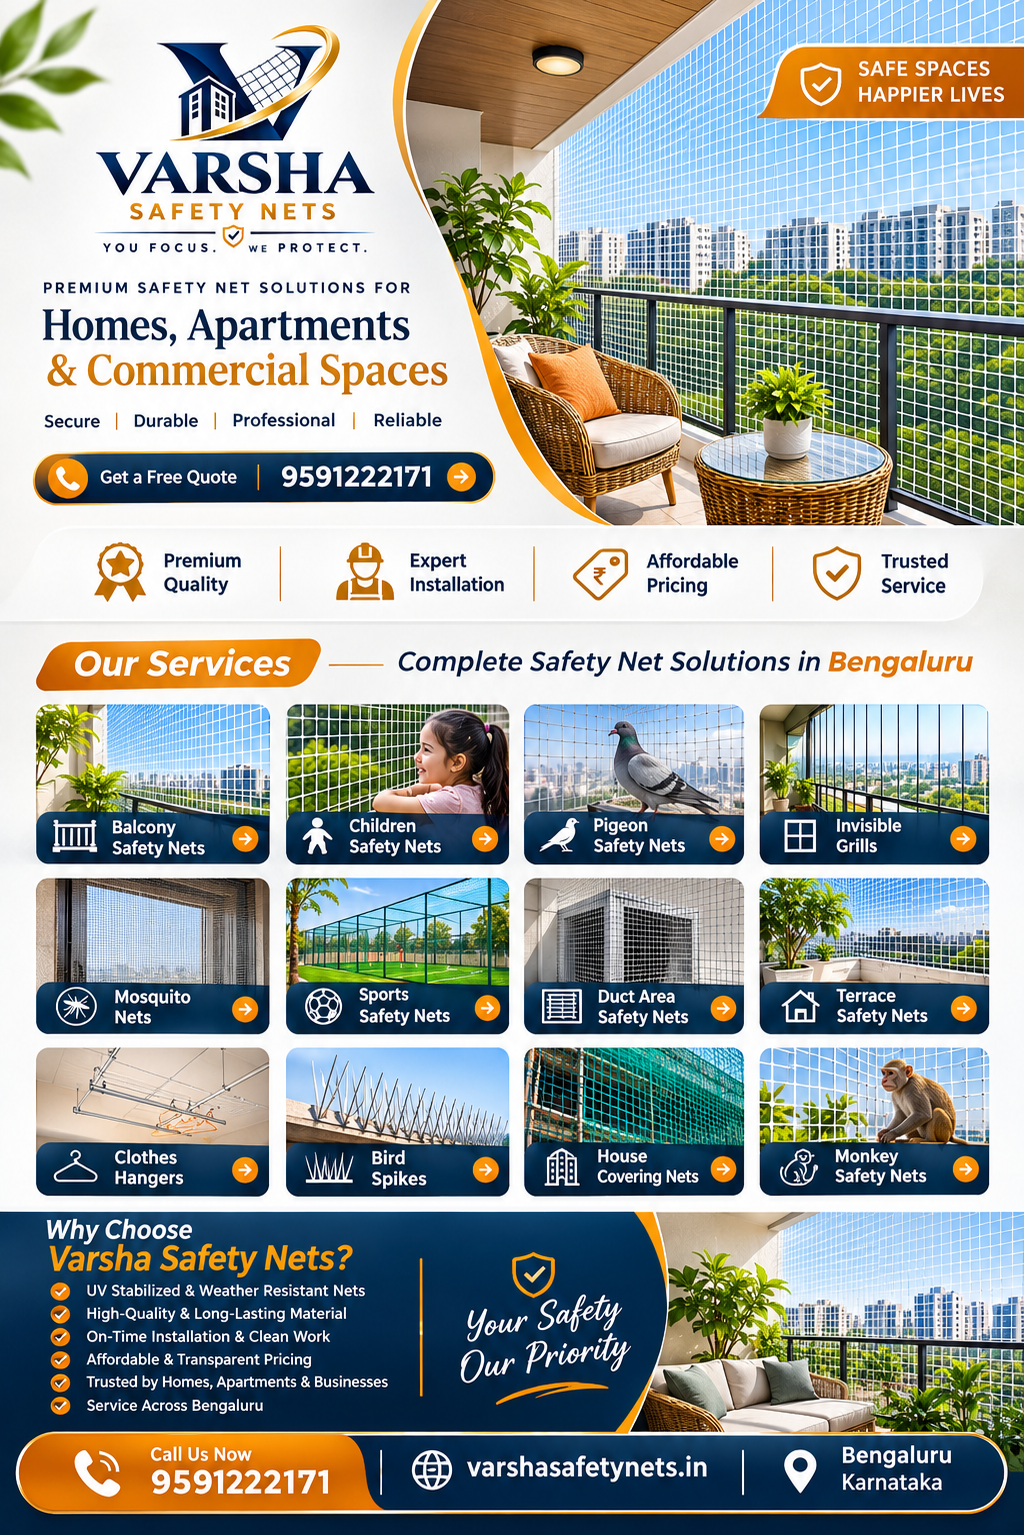 VARSHA
SAFETY NETS
YOU FOCUS. WE PROTECT.
SAFE SPACES
HAPPIER LIVES
PREMIUM SAFETY NET SOLUTIONS FOR
Homes, Apartments
& Commercial Spaces
Secure | Durable | Professional | Reliable
Get a Free Quote | 9591222171
Premium
Quality
Expert
Installation
₹
Affordable
Pricing
Trusted
Service
Our Services
Complete Safety Net Solutions in Bengaluru
Balcony
Safety Nets
Children
Safety Nets
Pigeon
Safety Nets
Invisible
Grills
Mosquito
Nets
Sports
Safety Nets
Duct Area
Safety Nets
Terrace
Safety Nets
Clothes
Hangers
Bird
Spikes
House
Covering Nets
Monkey
Safety Nets
Why Choose
Varsha Safety Nets?
UV Stabilized & Weather Resistant Nets
High-Quality & Long-Lasting Material
On-Time Installation & Clean Work
Affordable & Transparent Pricing
Trusted by Homes, Apartments & Businesses
Service Across Bengaluru
Your Safety
Our Priority
Call Us Now
9591222171
varshasafetynets.in
Bengaluru
Karnataka